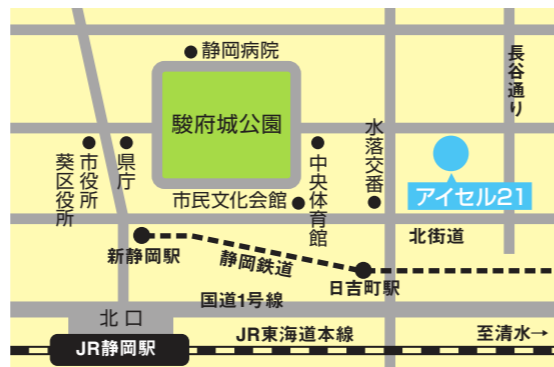 静岡病院
長谷通り
駿府城公園
水落交番
中央体育館
県庁
市役所
葵区役所
市民文化会館
アイセル21
北街道
新静岡駅
静岡鉄道
日吉町駅
国道1号線
北口
JR東海道本線
至清水→
JR静岡駅